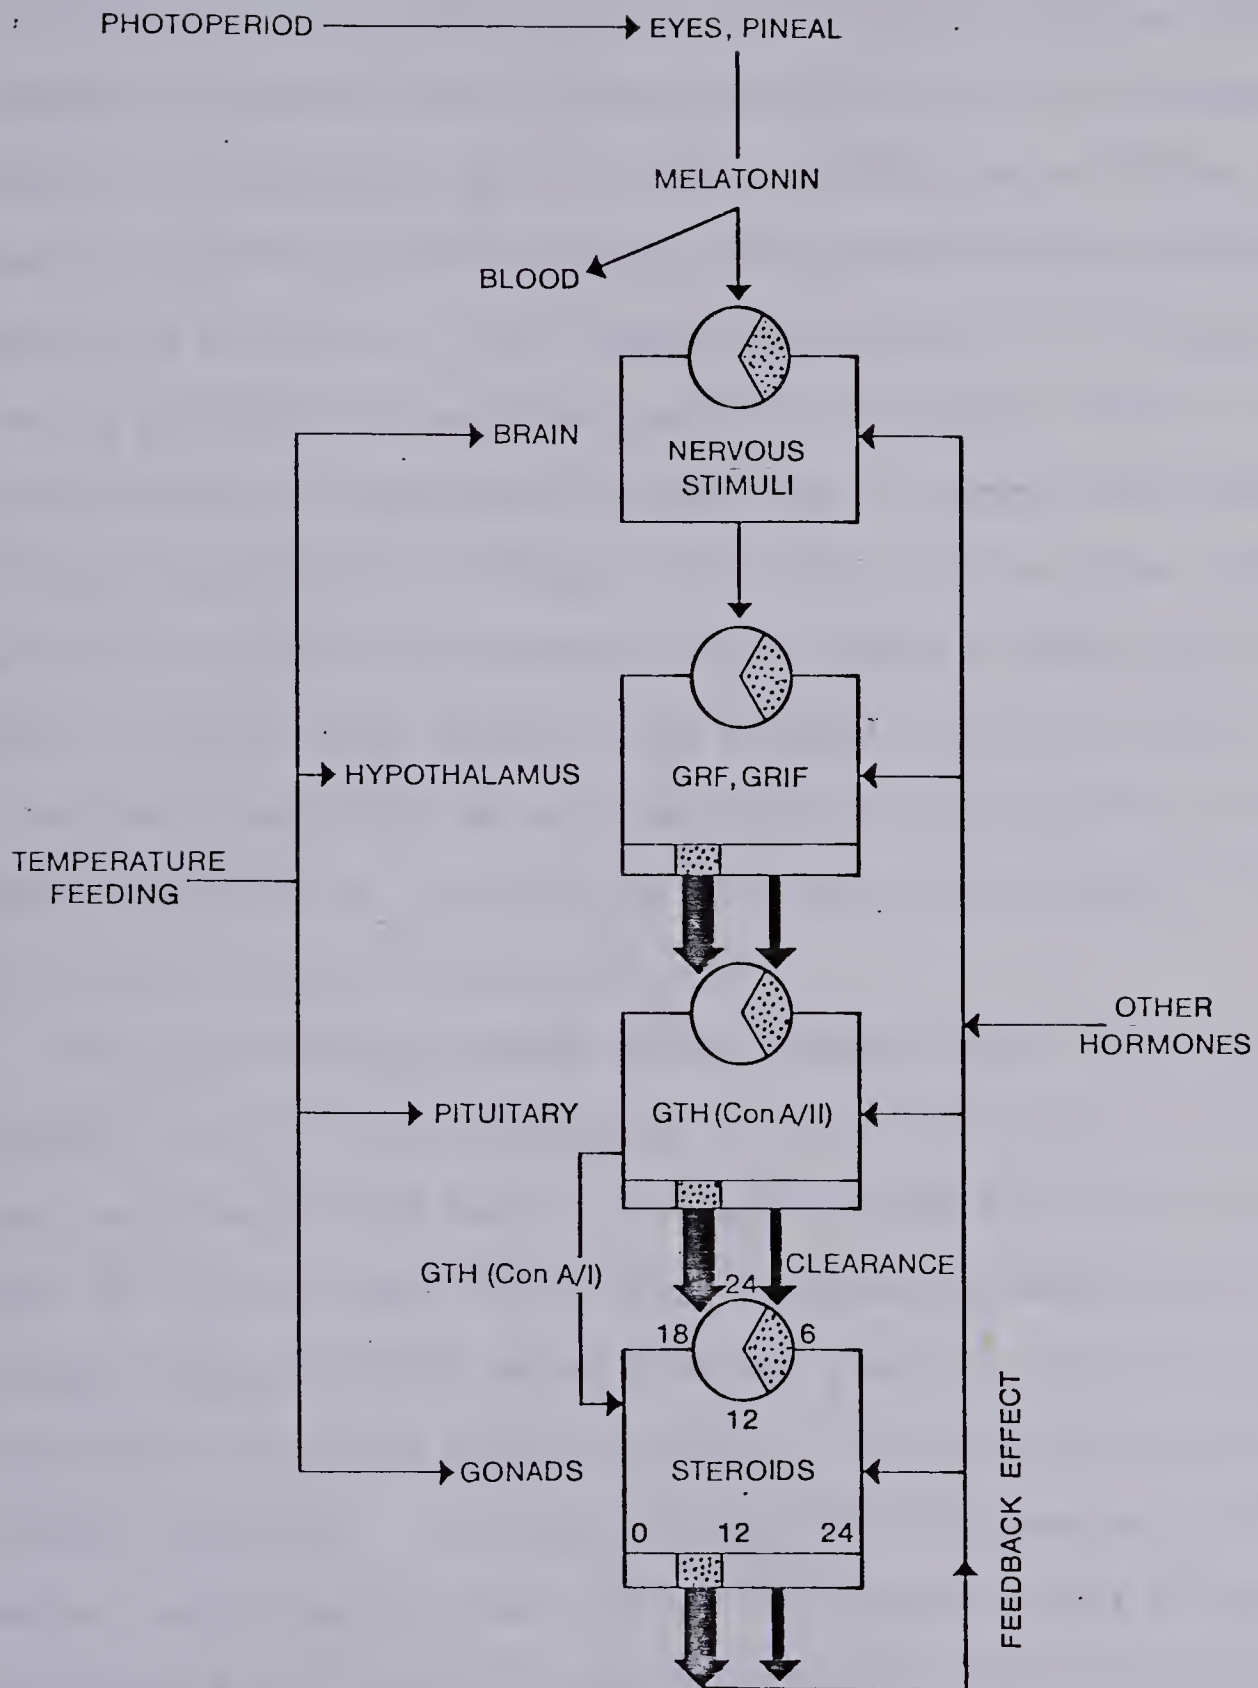 PHOTOPERIOD
EYES, PINEAL
MELATONIN
BLOOD
BRAIN
NERVOUS
STIMULI
HYPOTHALAMUS
GRF, GRIF
TEMPERATURE
FEEDING
OTHER
HORMONES
PITUITARY
GTH (Con A/II)
GTH (Con A/I)
CLEARANCE
24
18
6
12
GONADS
STEROIDS
0 12 24
FEEDBACK EFFECT